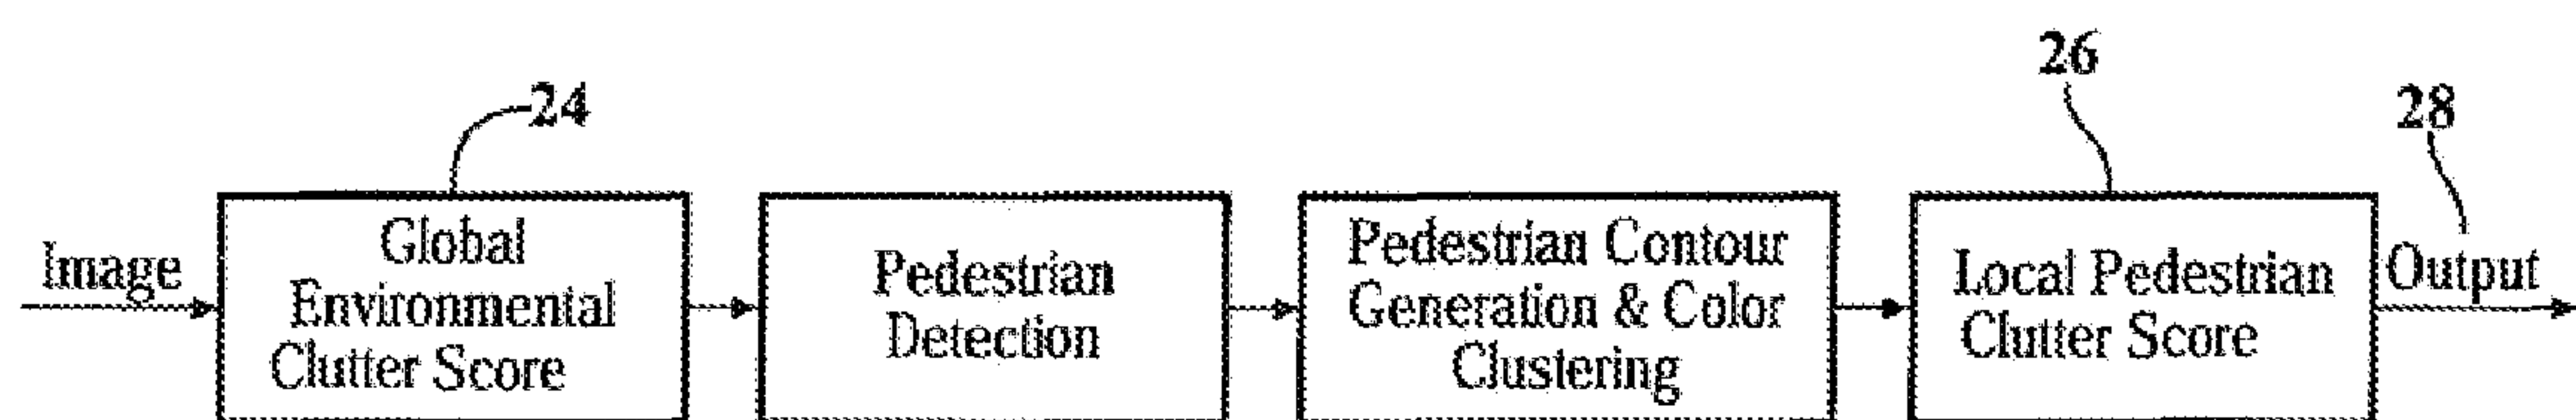 24
26
28
Image
Global
Environmental
Clutter Score
Pedestrian
Detection
Pedestrian Contour
Generation & Color
Clustering
Local Pedestrian
Clutter Score
Output